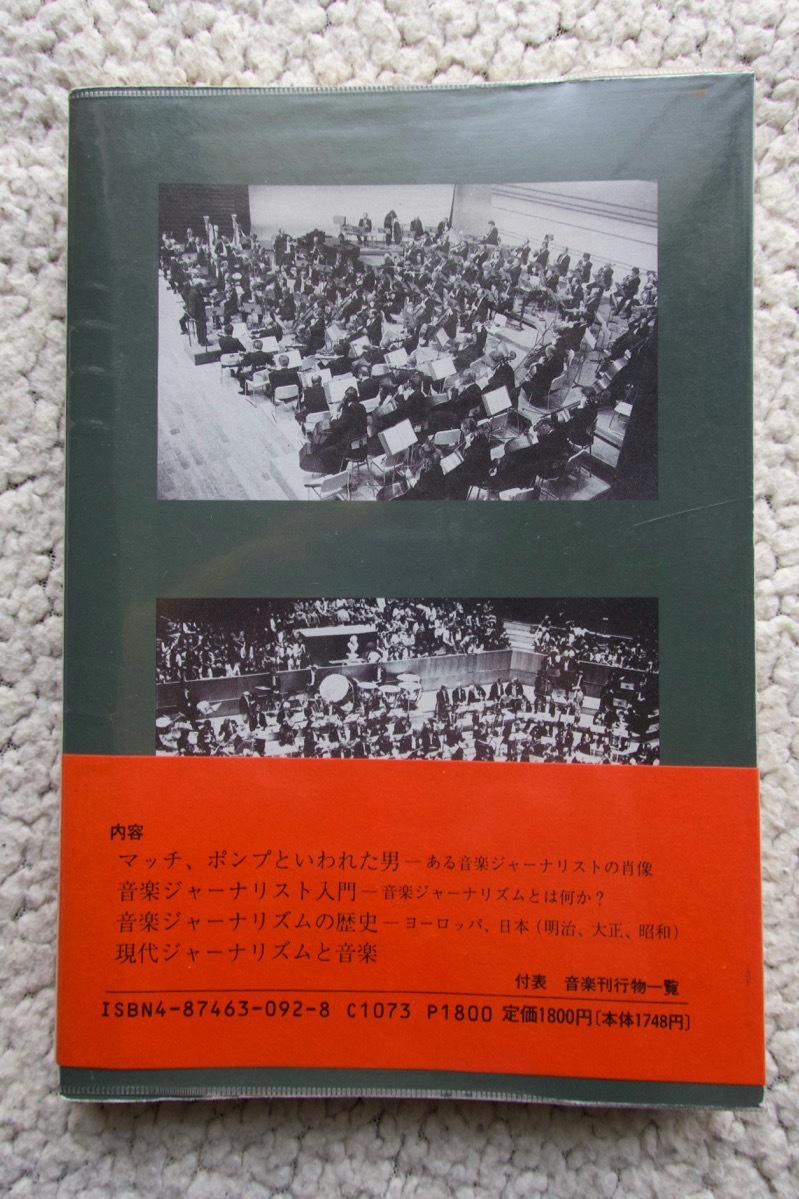 内容
マッチ、ポンプといわれた男―ある音楽ジャーナリストの肖像
音楽ジャーナリスト入門―音楽ジャーナリズムとは何か?
音楽ジャーナリズムの歴史―ヨーロッパ、日本(明治、大正、昭和)
現代ジャーナリズムと音楽
付表 音楽刊行物一覧
ISBN4-87463-092-8 C1073 P1800 定価1800円〔本体1748円〕